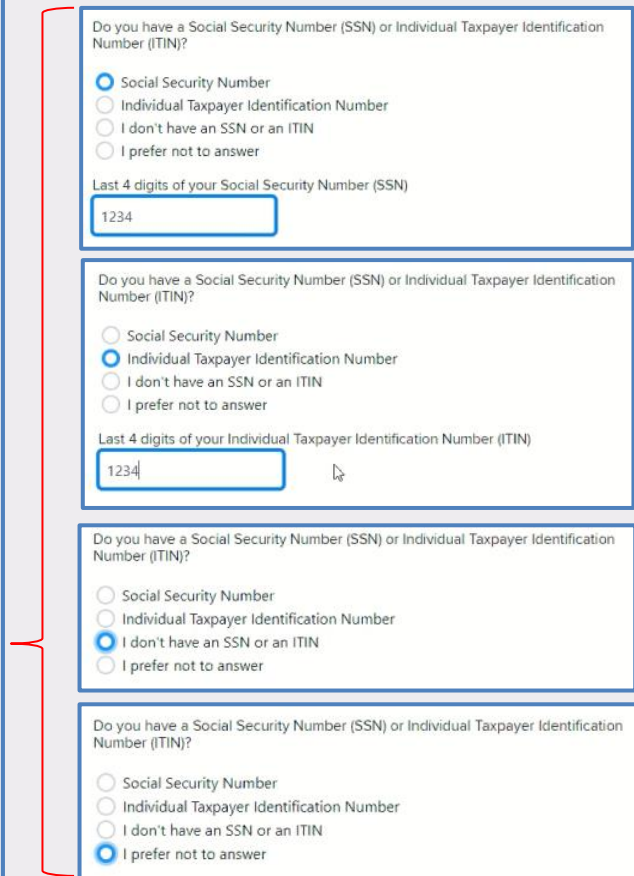 Do you have a Social Security Number (SSN) or Individual Taxpayer Identification
Number (ITIN)?
Social Security Number
Individual Taxpayer Identification Number
I don't have an SSN or an ITIN
I prefer not to answer
Last 4 digits of your Social Security Number (SSN)
1234
Do you have a Social Security Number (SSN) or Individual Taxpayer Identification
Number (ITIN)?
Social Security Number
Individual Taxpayer Identification Number
I don't have an SSN or an ITIN
I prefer not to answer
Last 4 digits of your Individual Taxpayer Identification Number (ITIN)
1234
Do you have a Social Security Number (SSN) or Individual Taxpayer Identification
Number (ITIN)?
Social Security Number
Individual Taxpayer Identification Number
I don't have an SSN or an ITIN
I prefer not to answer
Do you have a Social Security Number (SSN) or Individual Taxpayer Identification
Number (ITIN)?
Social Security Number
Individual Taxpayer Identification Number
I don't have an SSN or an ITIN
I prefer not to answer